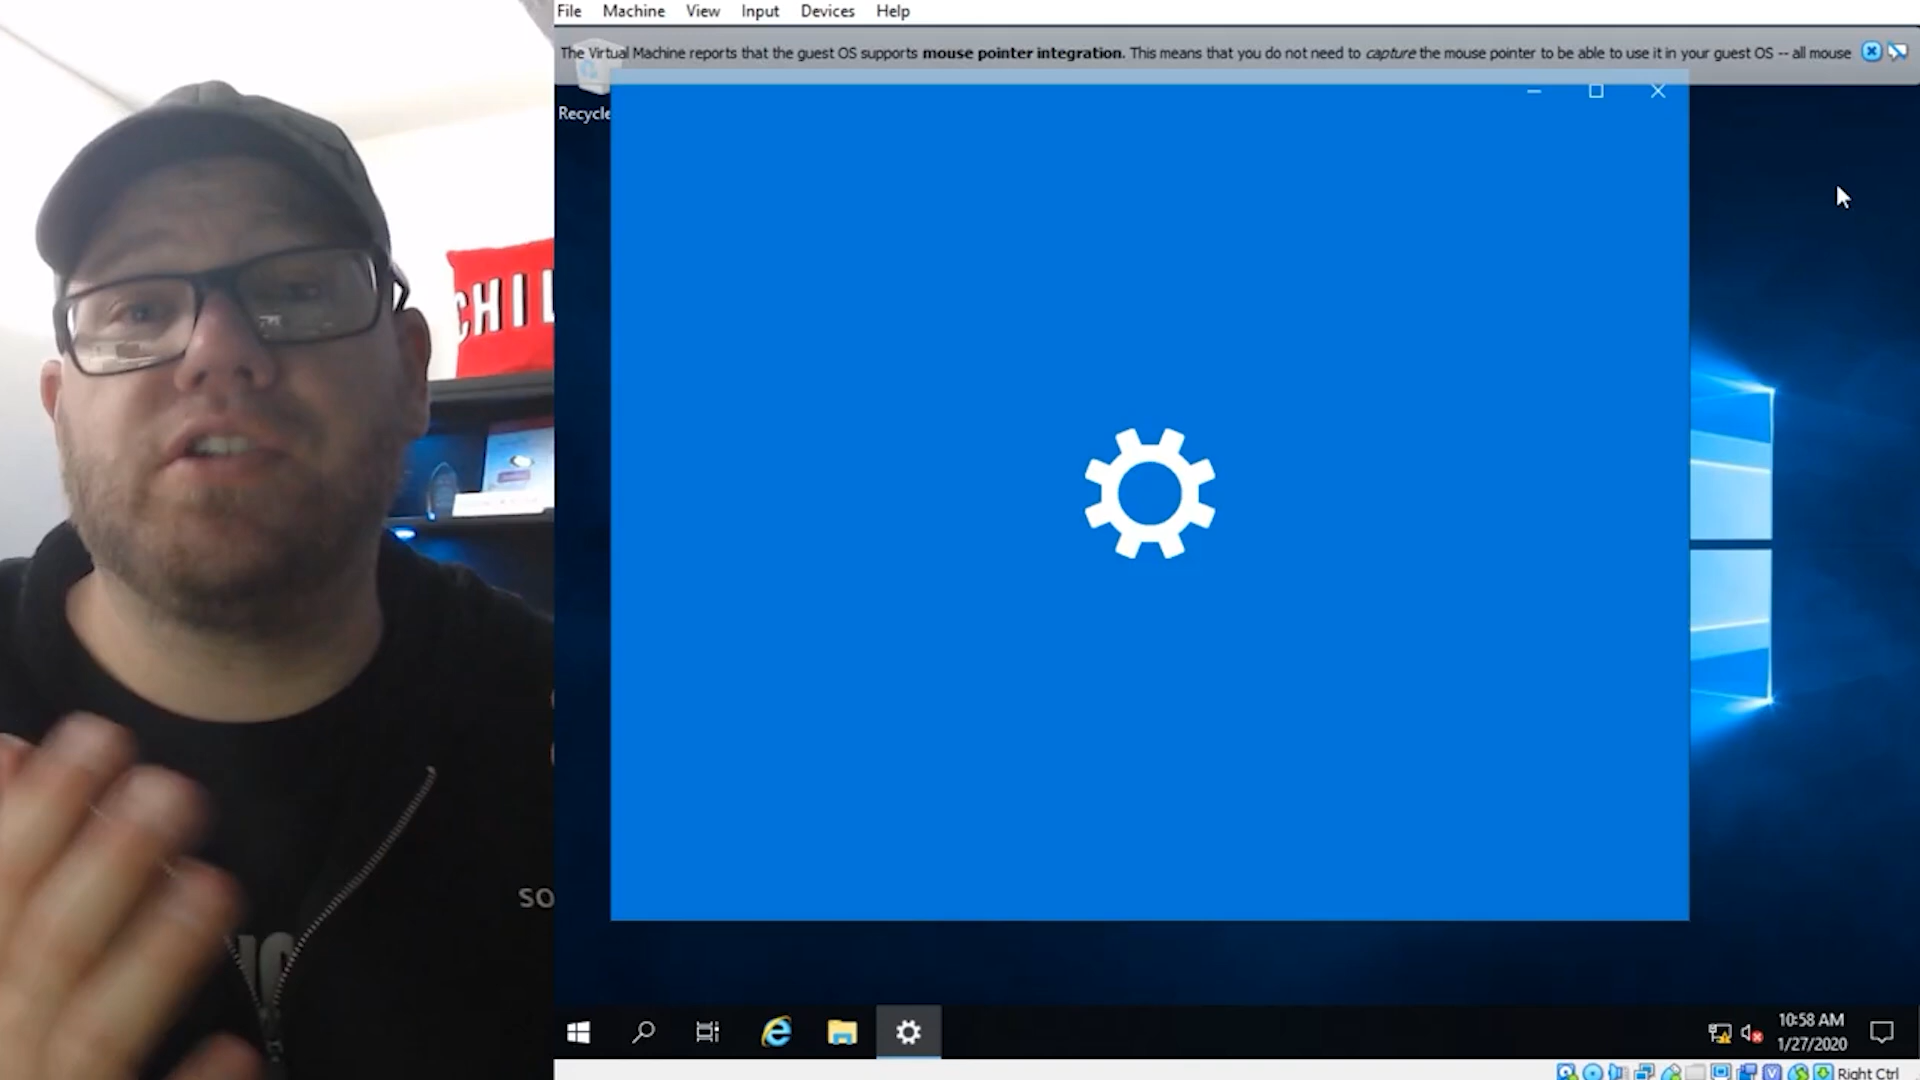 File Machine View Input Devices Help
The Virtual Machine reports that the guest OS supports mouse pointer integration. This means that you do not need to capture the mouse pointer to be able to use it in your guest OS -- all mouse
Recycle
CHIL
SO
10:58 AM
1/27/2020
Right Ctrl